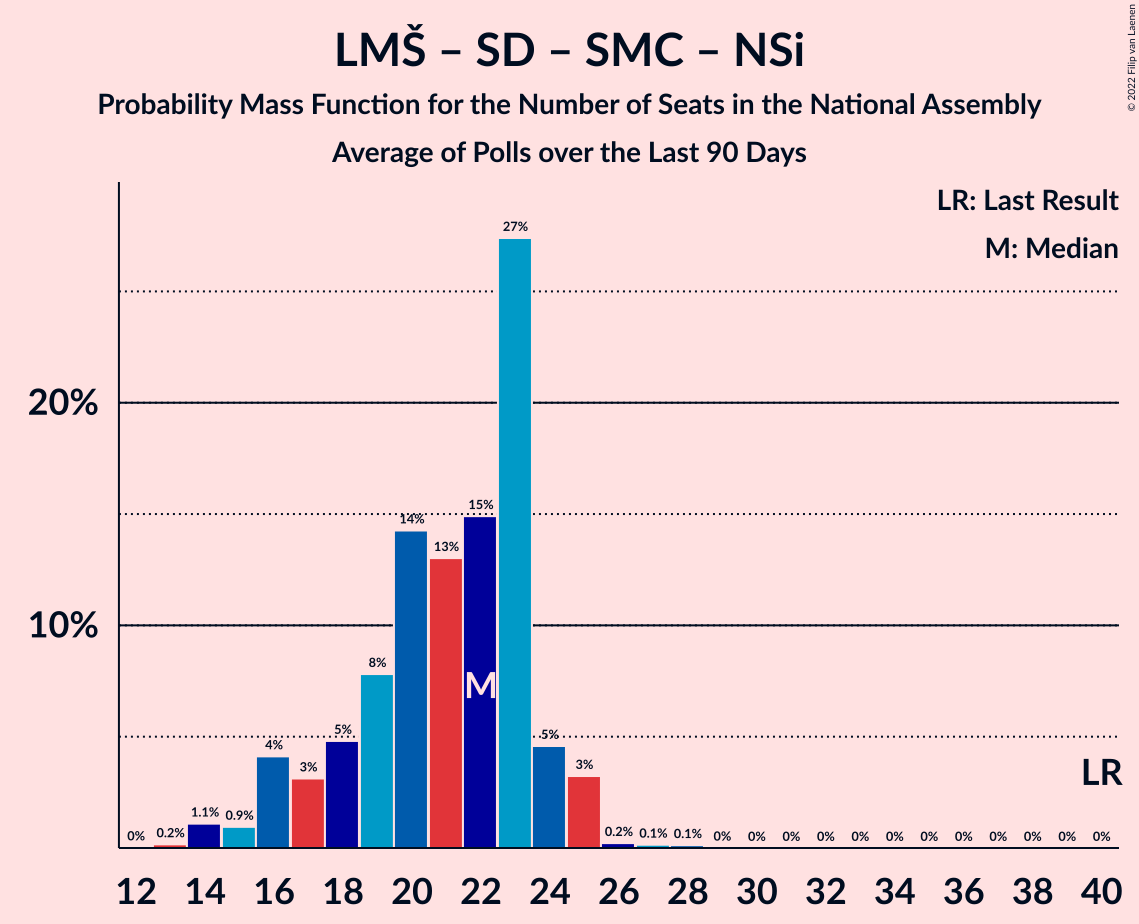 LMŠ – SD – SMC – NSi
Probability Mass Function for the Number of Seats in the National Assembly
Average of Polls over the Last 90 Days
© 2022 Filip van Laenen
LR: Last Result
M: Median
27%
20%
15%
14%
13%
10%
8%
M
5%
5%
4%
3%
3%
LR
0% 0.2% 1.1% 0.9% 0.2% 0.1% 0.1% 0% 0% 0% 0% 0% 0% 0% 0% 0% 0% 0% 0%
12 14 16 18 20 22 24 26 28 30 32 34 36 38 40